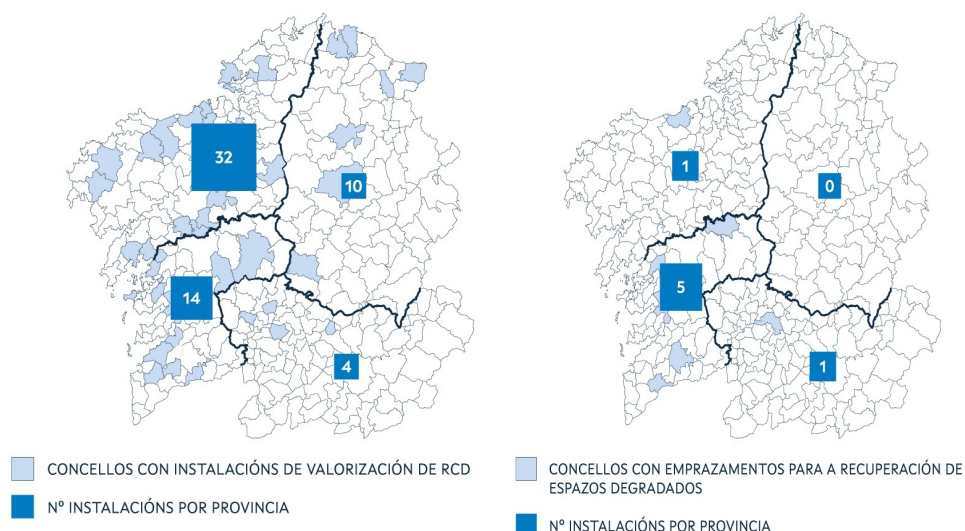 32
10
14
4
CONCELLOS CON INSTALACIÓNS DE VALORIZACIÓN DE RCD
Nº INSTALACIÓNS POR PROVINCIA
1
0
5
1
CONCELLOS CON EMPRAZAMENTOS PARA A RECUPERACIÓN DE
ESPAZOS DEGRADADOS
Nº INSTALACIÓNS POR PROVINCIA